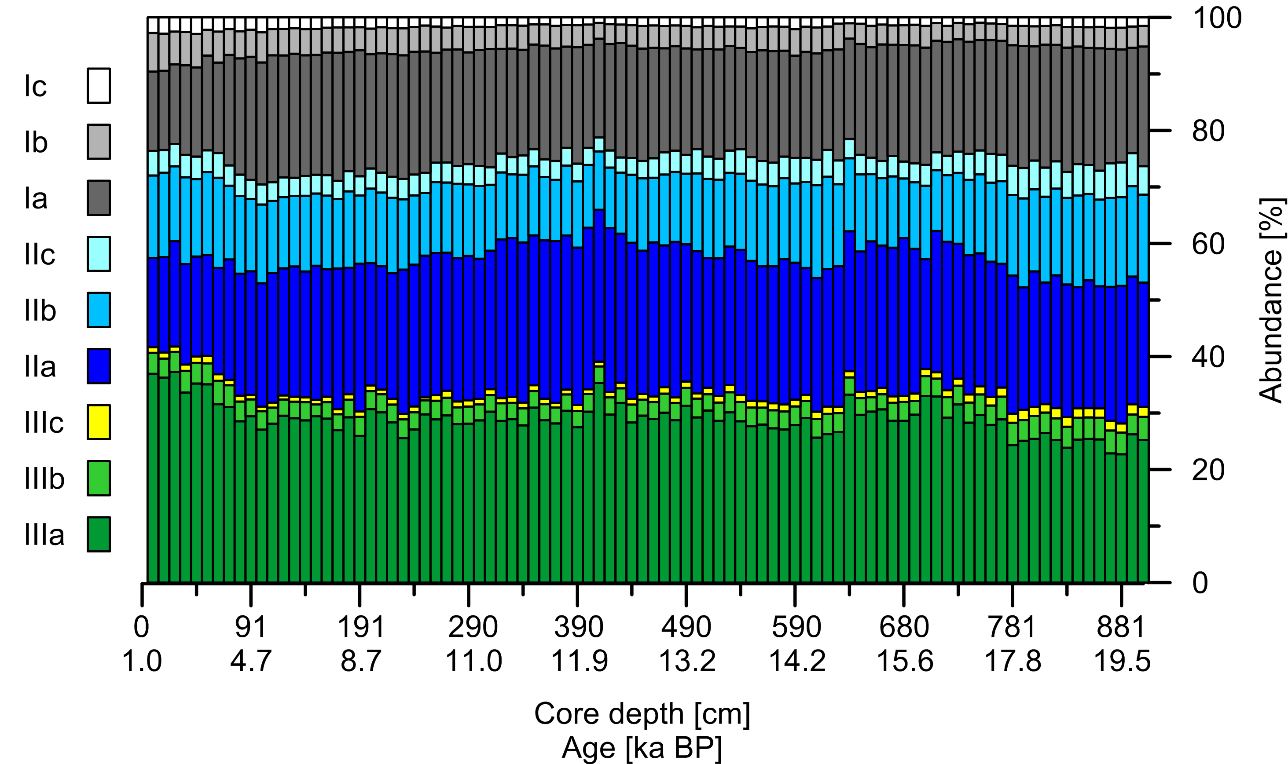 100
80
60
40
20
0
Abundance [%]
Ic
Ib
Ia
IIc
IIb
IIa
IIIc
IIIb
IIIa
0 91 191 290 390 490 590 680 781 881
1.0 4.7 8.7 11.0 11.9 13.2 14.2 15.6 17.8 19.5
Core depth [cm]
Age [ka BP]